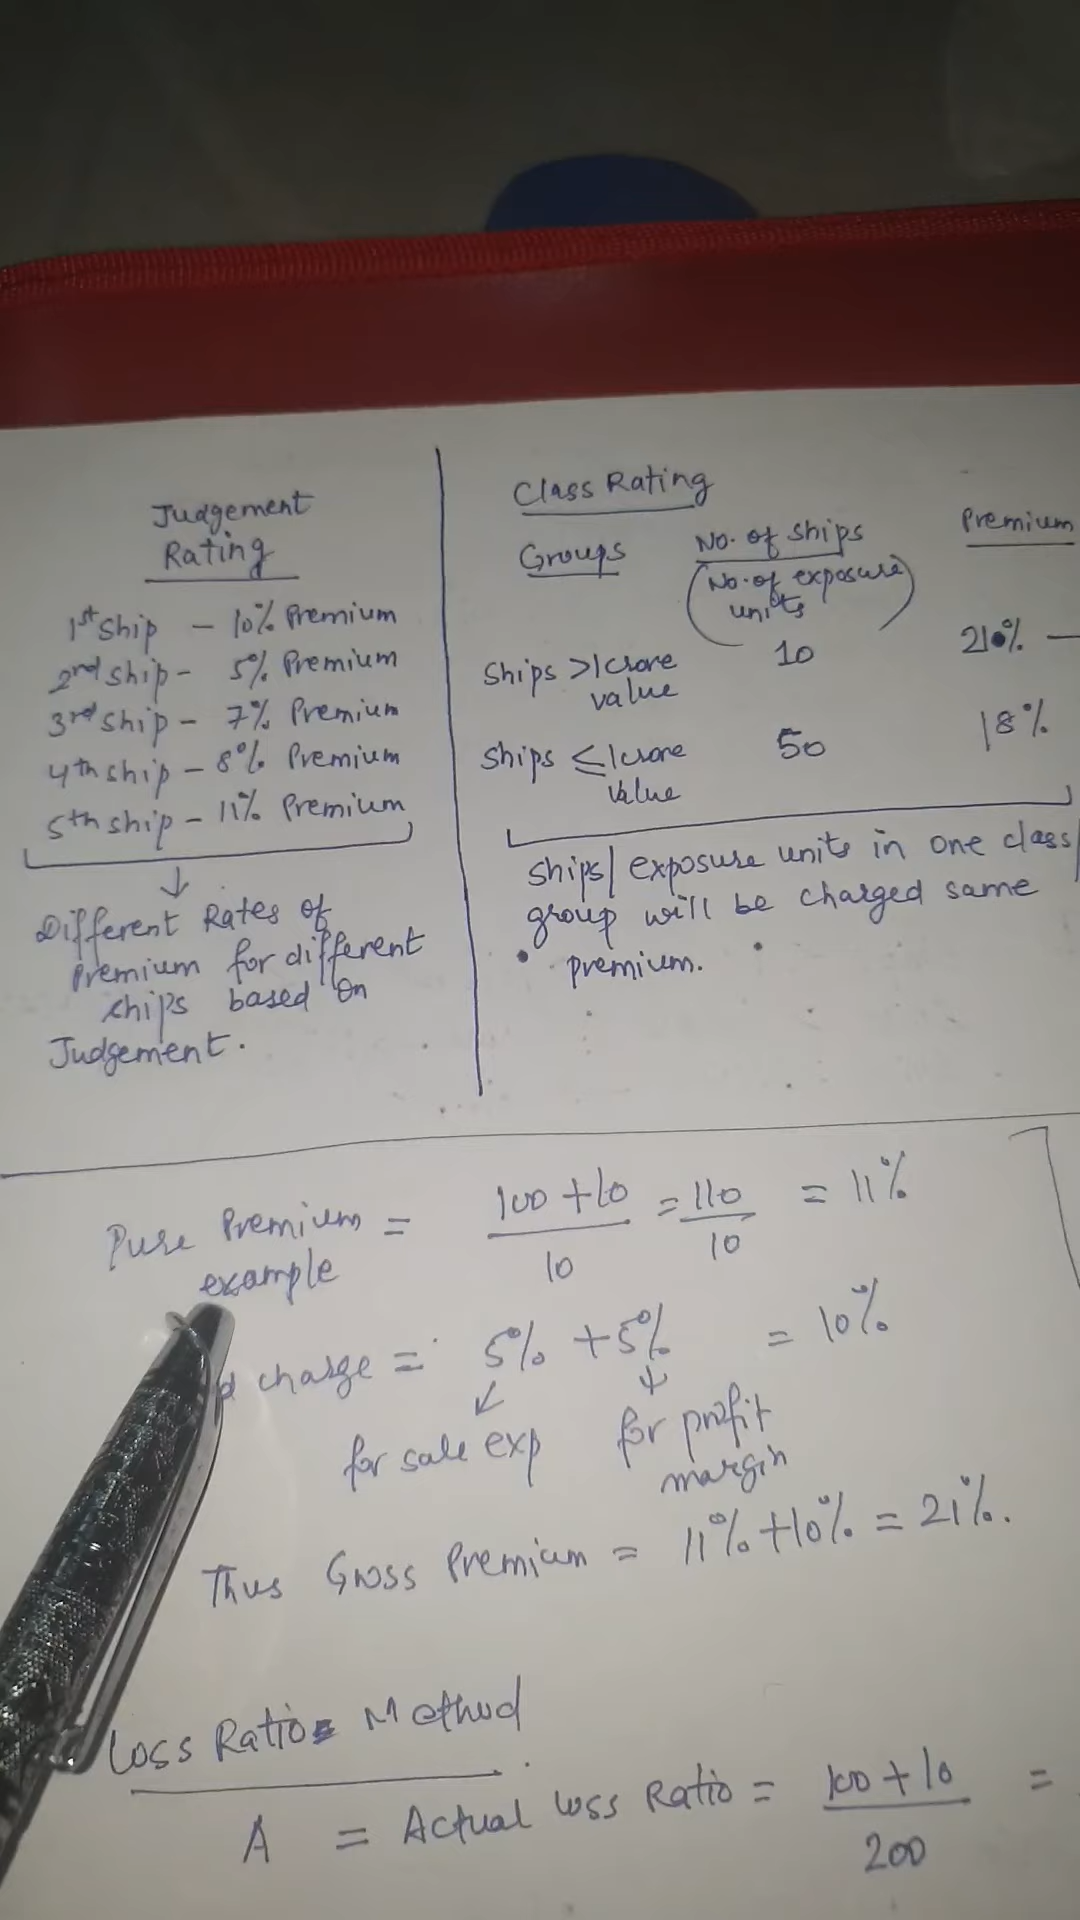 Judgement
Rating
1st Ship - 10% Premium
2nd Ship - 5% Premium
3rd Ship - 7% Premium
4th ship - 8% Premium
5th ship - 11% Premium
↓
Different Rates of
Premium for different
ships based on
Judgement.
Class Rating
Groups No. of ships Premium
(No. of exposure
units)
Ships >1crore 10 21%
value
Ships ≤1crore 50 18%
value
Ships/exposure units in one class/
group will be charged same
premium.
Pure Premium = 100 + 10 / 10 = 110 / 10 = 11%
example
charge = 5% + 5% = 10%
for sale exp for profit
margin
Thus Gross Premium = 11% + 10% = 21%.
Loss Ratio Method
A = Actual Loss Ratio = 100 + 10 / 200 =